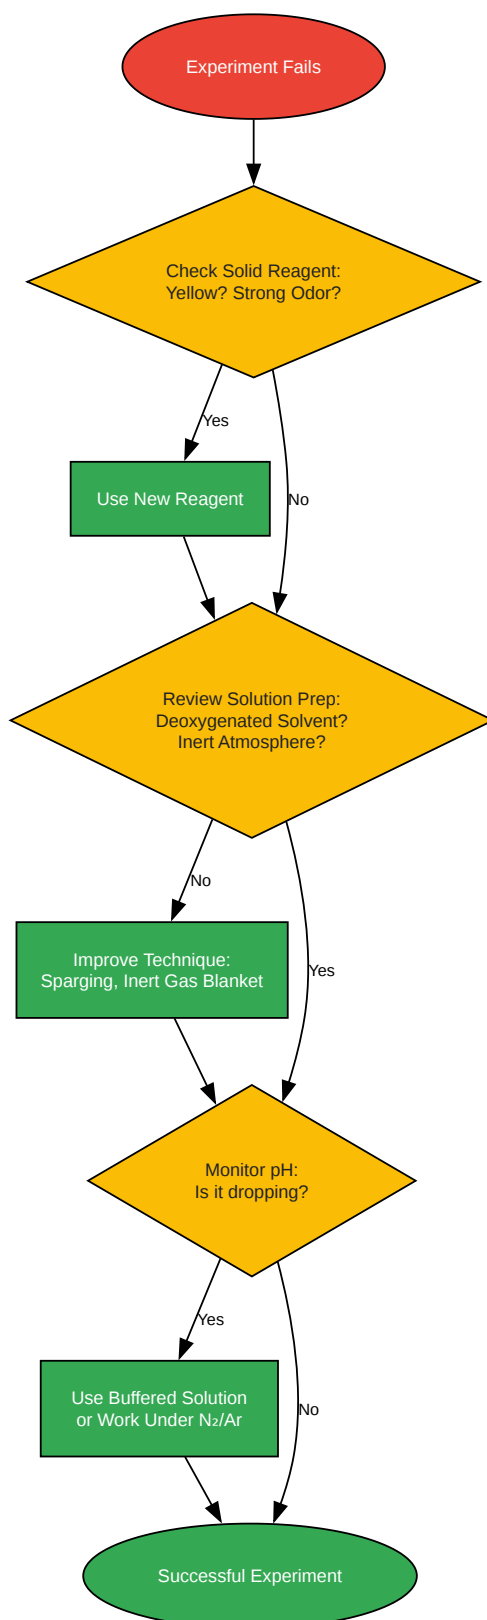 Experiment Fails
Check Solid Reagent:
Yellow? Strong Odor?
Yes
Use New Reagent
No
Review Solution Prep:
Deoxygenated Solvent?
Inert Atmosphere?
No
Improve Technique:
Sparging, Inert Gas Blanket
Yes
Monitor pH:
Is it dropping?
Yes
Use Buffered Solution
or Work Under N₂/Ar
No
Successful Experiment